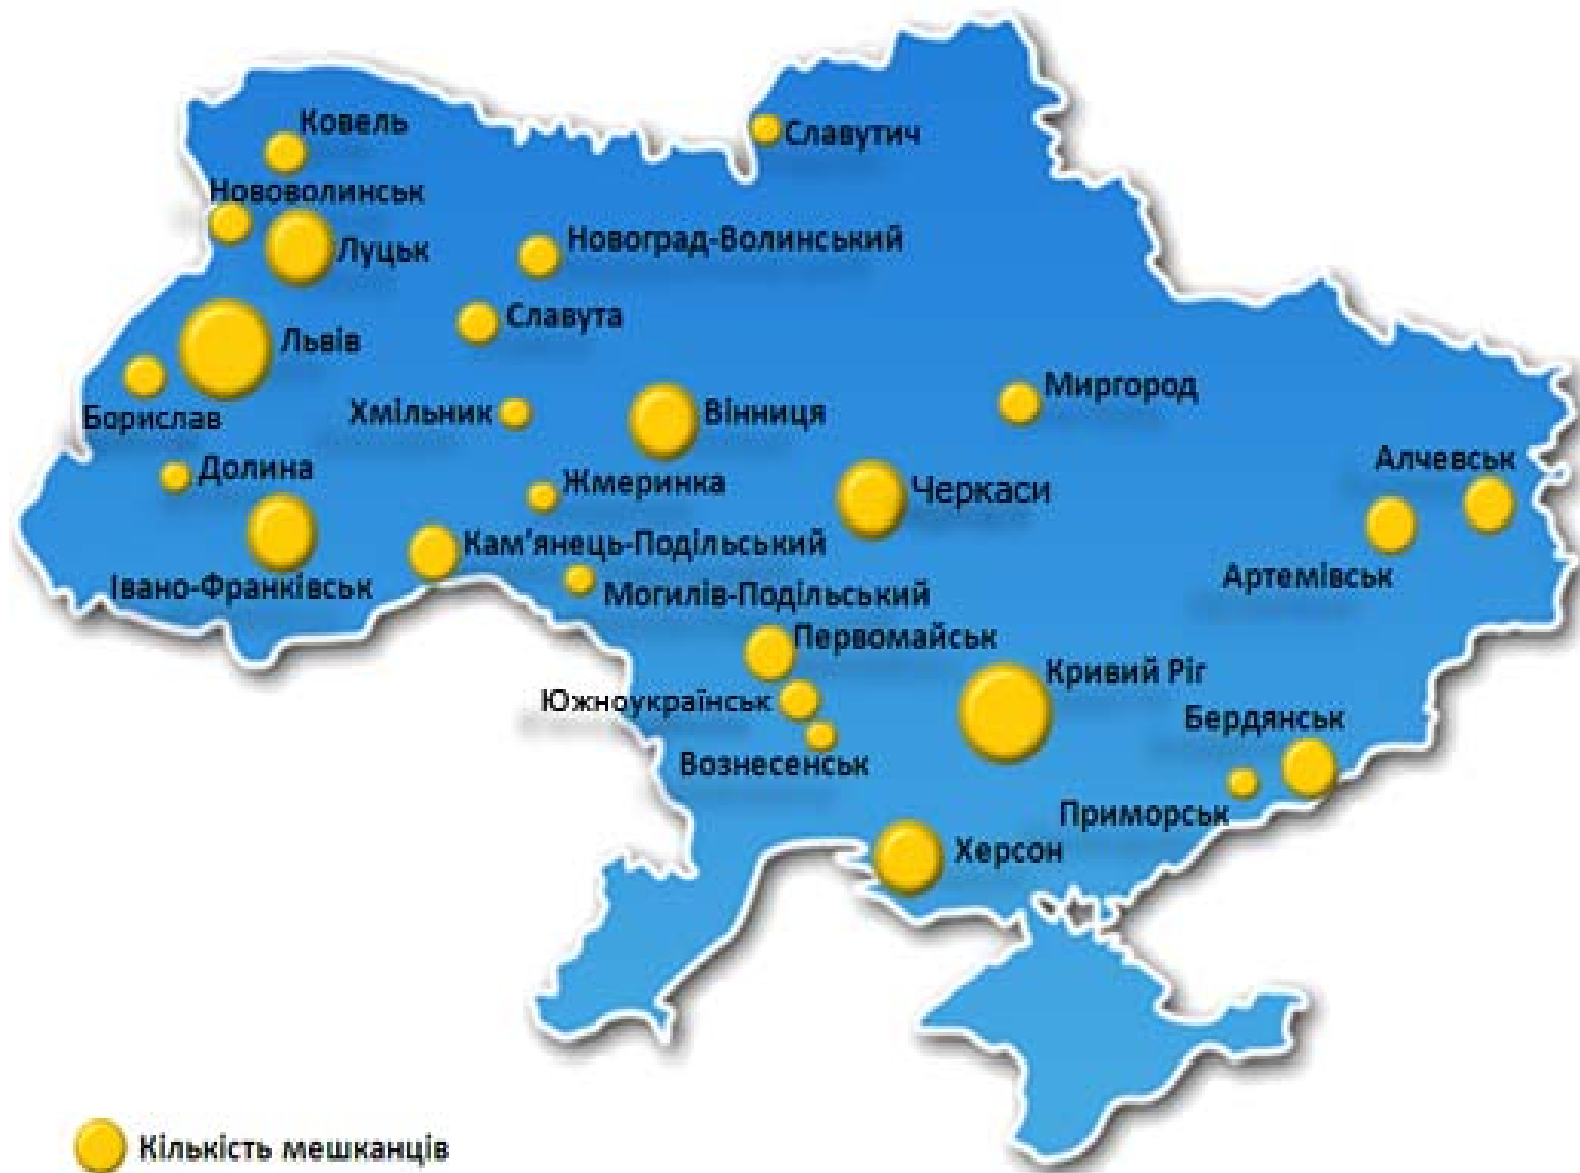 Ковель
Славутич
Нововолинськ
Новоград-Волинський
Луцьк
Славута
Львів
Миргород
Борислав
Хмільник
Вінниця
Алчевськ
Долина
Жмеринка
Черкаси
Кам'янець-Подільський
Артемівськ
Івано-Франківськ
Могилів-Подільський
Первомайськ
Кривий Ріг
Южноукраїнськ
Бердянськ
Вознесенськ
Приморськ
Херсон
Кількість мешканців